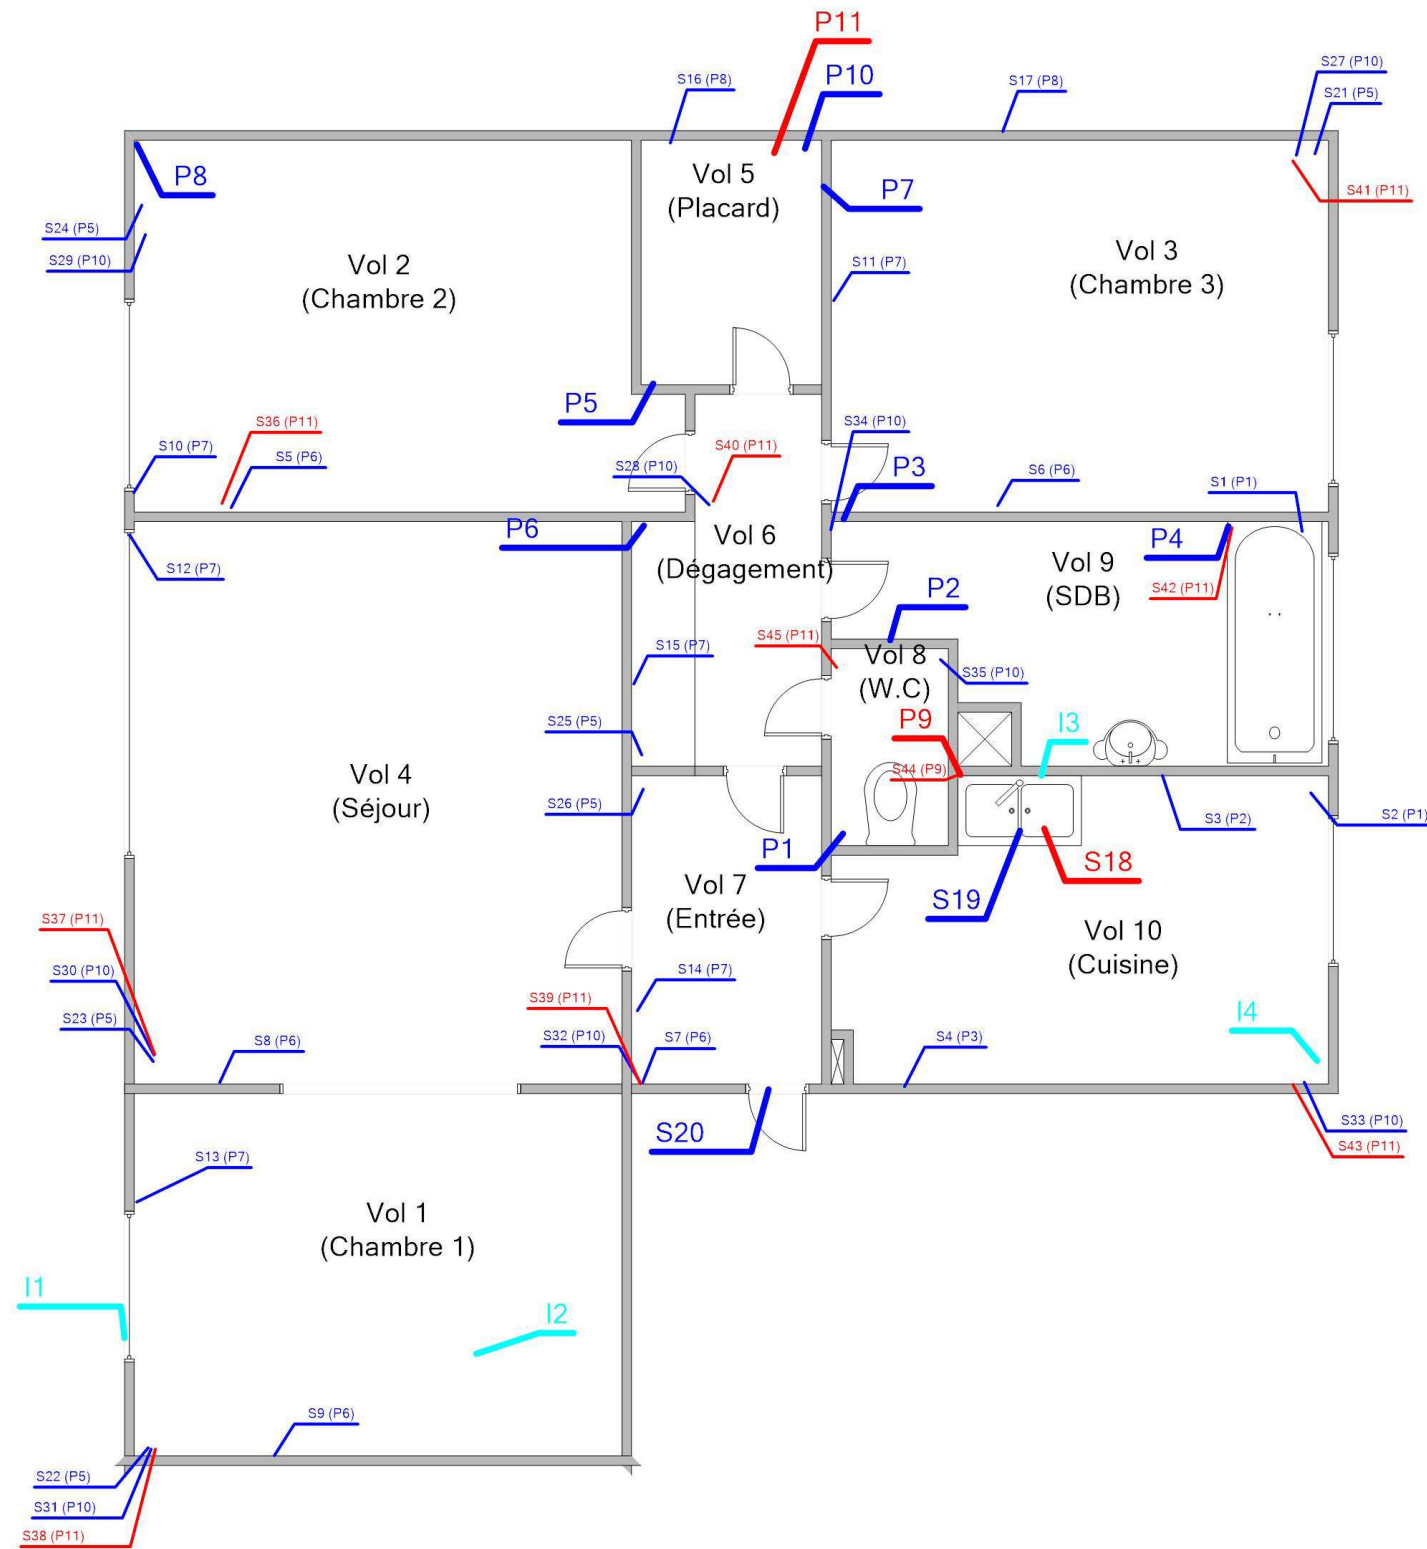 P11
P10
S16 (P8)
S17 (P8)
S27 (P10)
S21 (P5)
S41 (P11)
P8
Vol 5
(Placard)
P7
S24 (P5)
S29 (P10)
Vol 2
(Chambre 2)
S11 (P7)
Vol 3
(Chambre 3)
P5
S36 (P11)
S10 (P7)
S5 (P6)
S40 (P11)
S28 (P10)
S34 (P10)
P3
S6 (P6)
S1 (P1)
P6
Vol 6
(Dégagement)
P4
S12 (P7)
Vol 9
(SDB)
S42 (P11)
P2
S45 (P11)
S15 (P7)
Vol 8
(W.C)
S35 (P10)
S25 (P5)
P9
I3
S44 (P9)
Vol 4
(Séjour)
S26 (P5)
S3 (P2)
S2 (P1)
P1
S18
Vol 7
(Entrée)
S19
S37 (P11)
Vol 10
(Cuisine)
S30 (P10)
S14 (P7)
S39 (P11)
I4
S23 (P5)
S8 (P6)
S32 (P10)
S7 (P6)
S4 (P3)
S20
S33 (P10)
S43 (P11)
S13 (P7)
Vol 1
(Chambre 1)
I1
I2
S9 (P6)
S22 (P5)
S31 (P10)
S38 (P11)